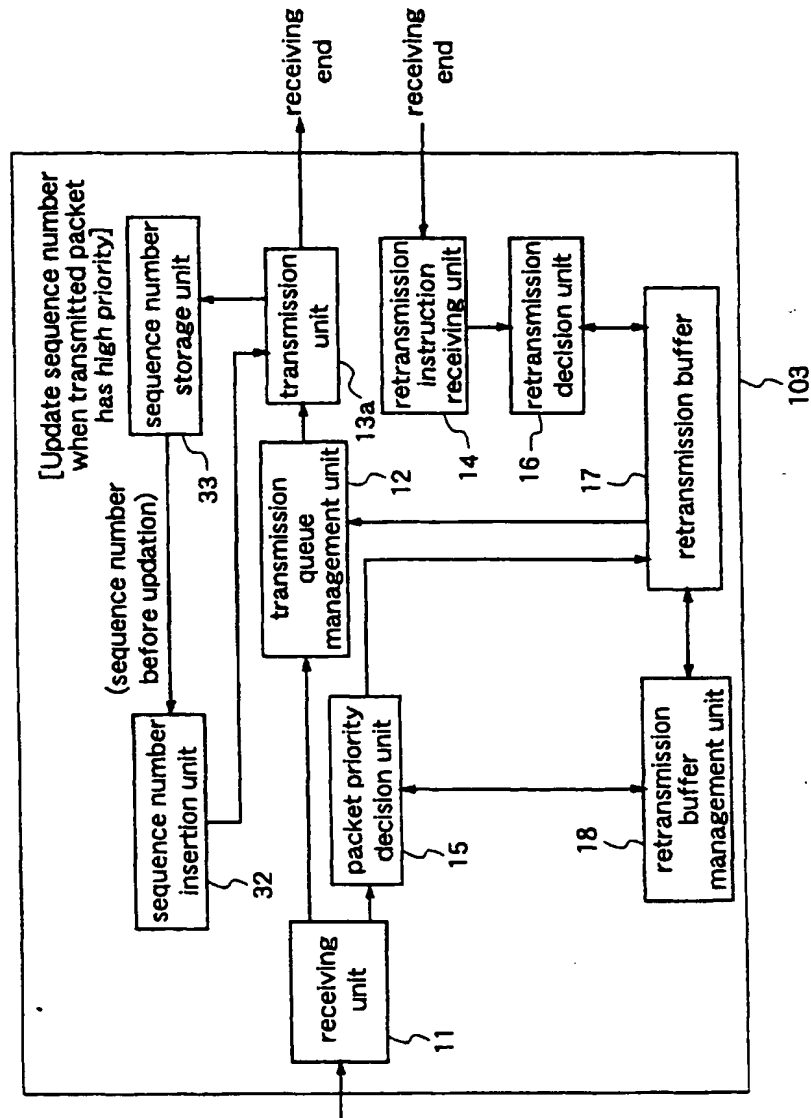 [Update sequence number
when transmitted packet
has high priority]
sequence number
storage unit
33
(sequence number
before updation)
sequence number
insertion unit
32
receiving
end
transmission
unit
13a
transmission
queue
management unit
12
receiving
unit
11
packet priority
decision unit
15
receiving
end
retransmission
instruction
receiving unit
14
retransmission
decision unit
16
retransmission buffer
17
retransmission
buffer
management unit
18
103